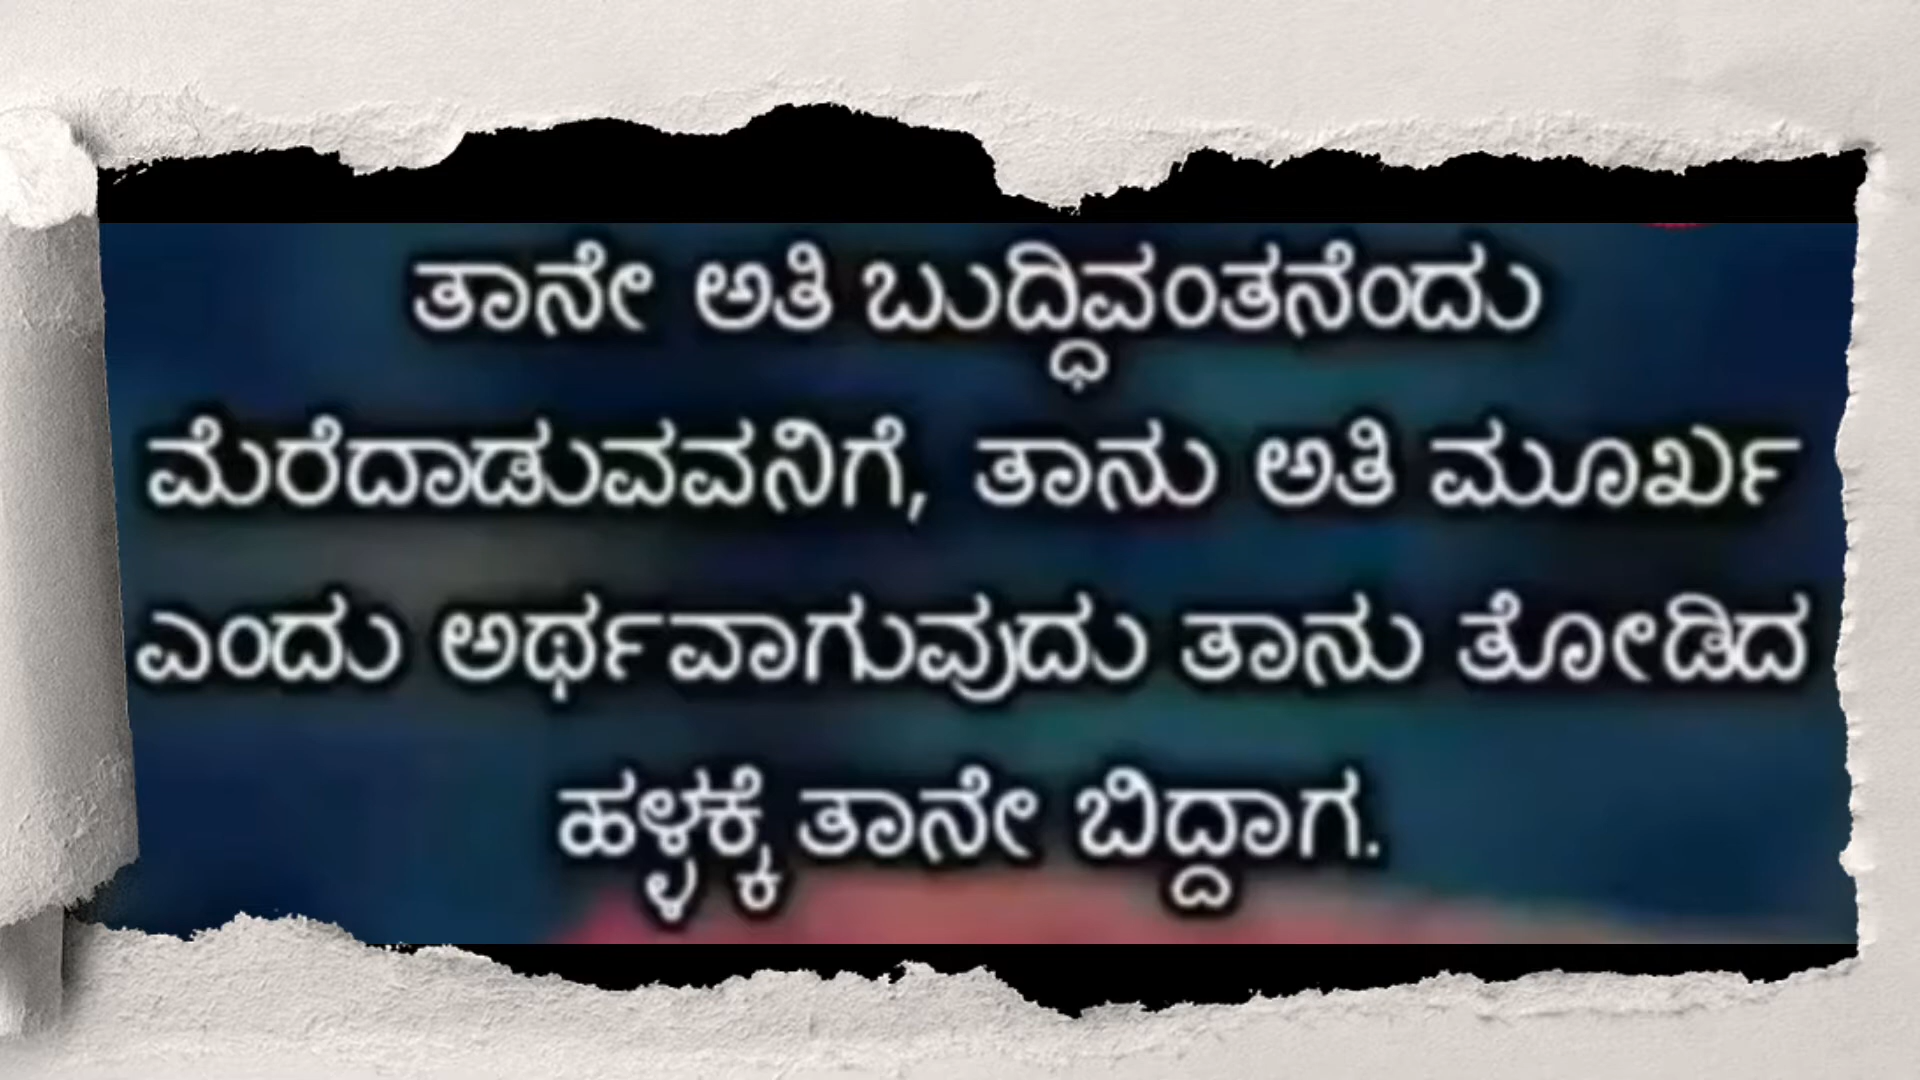 ತಾನೇ ಅತಿ ಬುದ್ಧಿವಂತನೆಂದು
ಮೆರೆದಾಡುವವನಿಗೆ, ತಾನು ಅತಿ ಮೂರ್ಖ
ಎಂದು ಅರ್ಥವಾಗುವುದು ತಾನು ತೋಡಿದ
ಹಳ್ಳಕ್ಕೆ ತಾನೇ ಬಿದ್ದಾಗ.